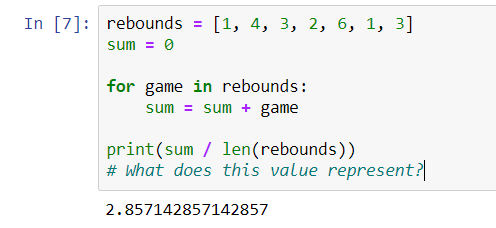 In [7]: rebounds = [1, 4, 3, 2, 6, 1, 3]
sum = 0
for game in rebounds:
    sum = sum + game
print(sum / len(rebounds))
# What does this value represent?
2.857142857142857